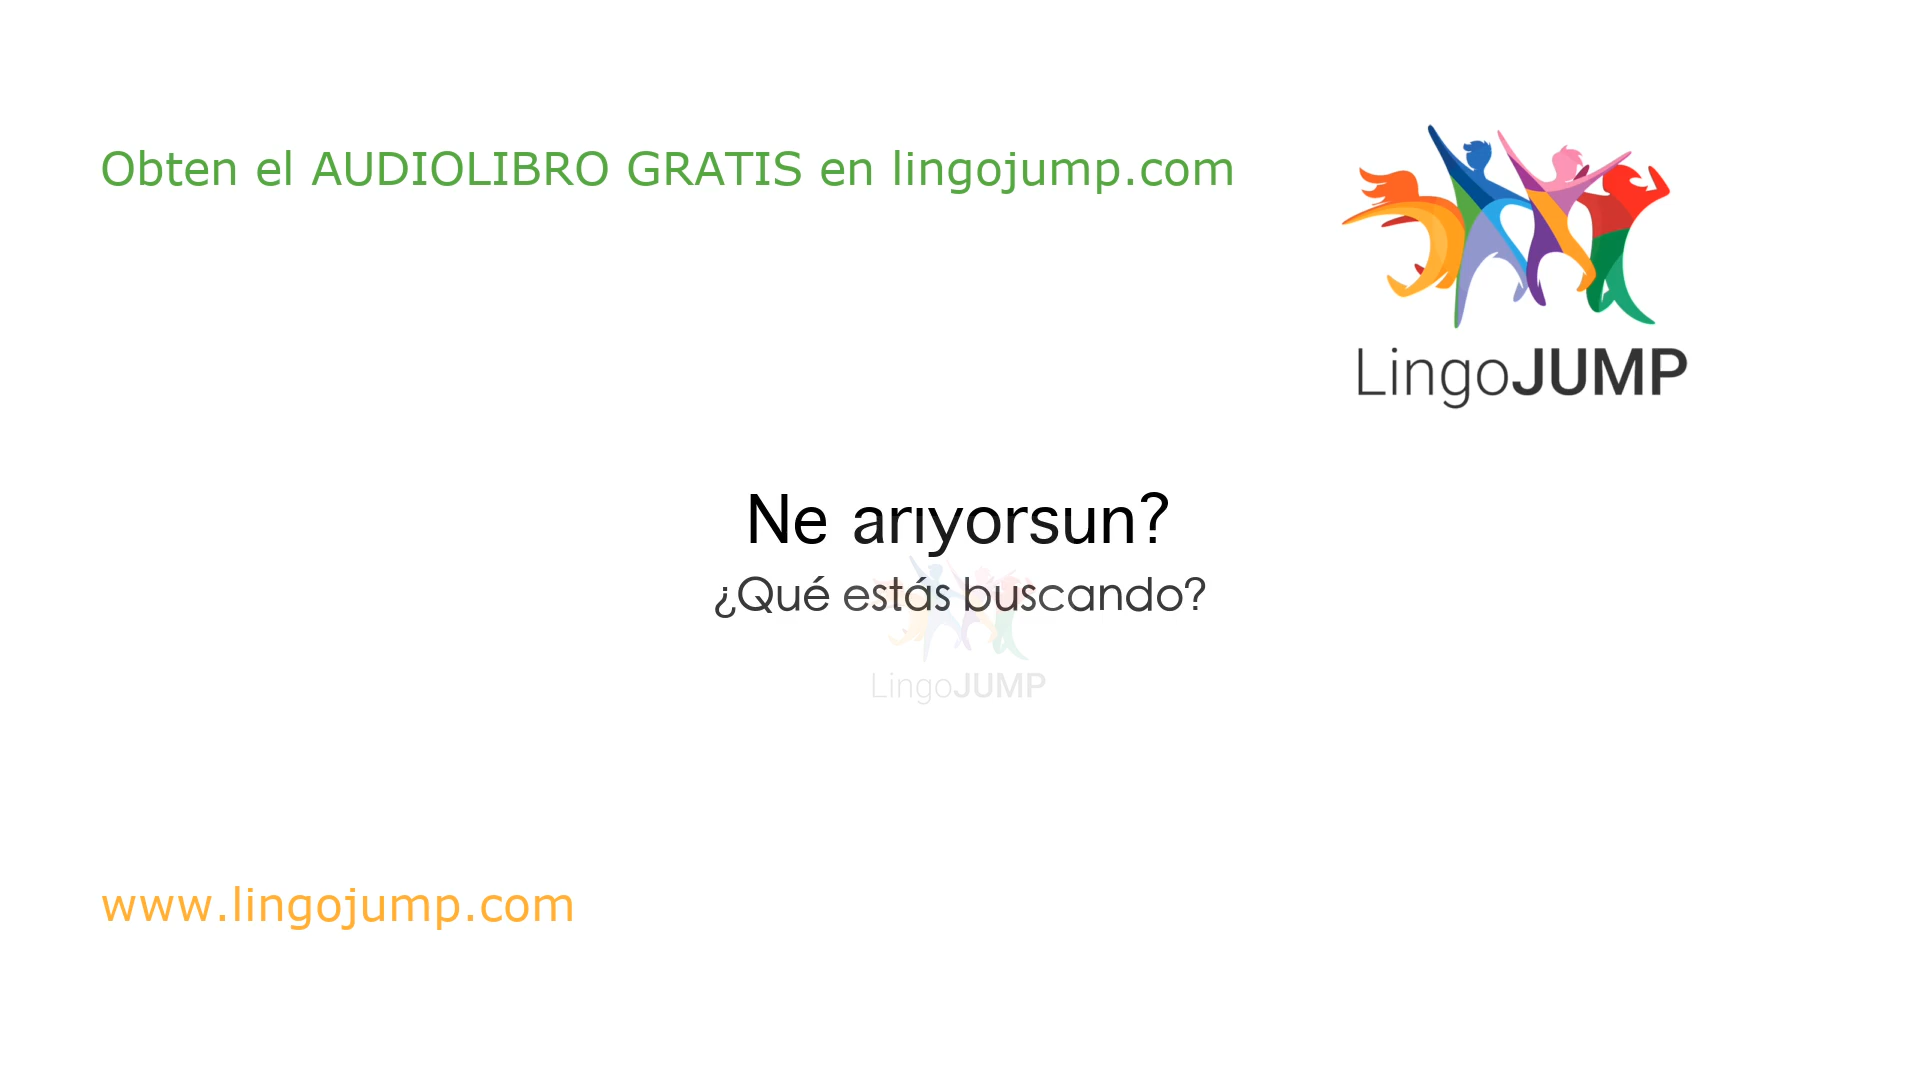 Obten el AUDIOLIBRO GRATIS en lingojump.com
LingoJUMP
Ne arıyorsun?
¿Qué estás buscando?
LingoJUMP
www.lingojump.com